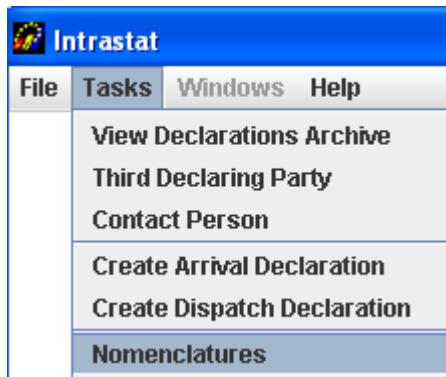 Intrastat
File Tasks Windows Help
View Declarations Archive
Third Declaring Party
Contact Person
Create Arrival Declaration
Create Dispatch Declaration
Nomenclatures